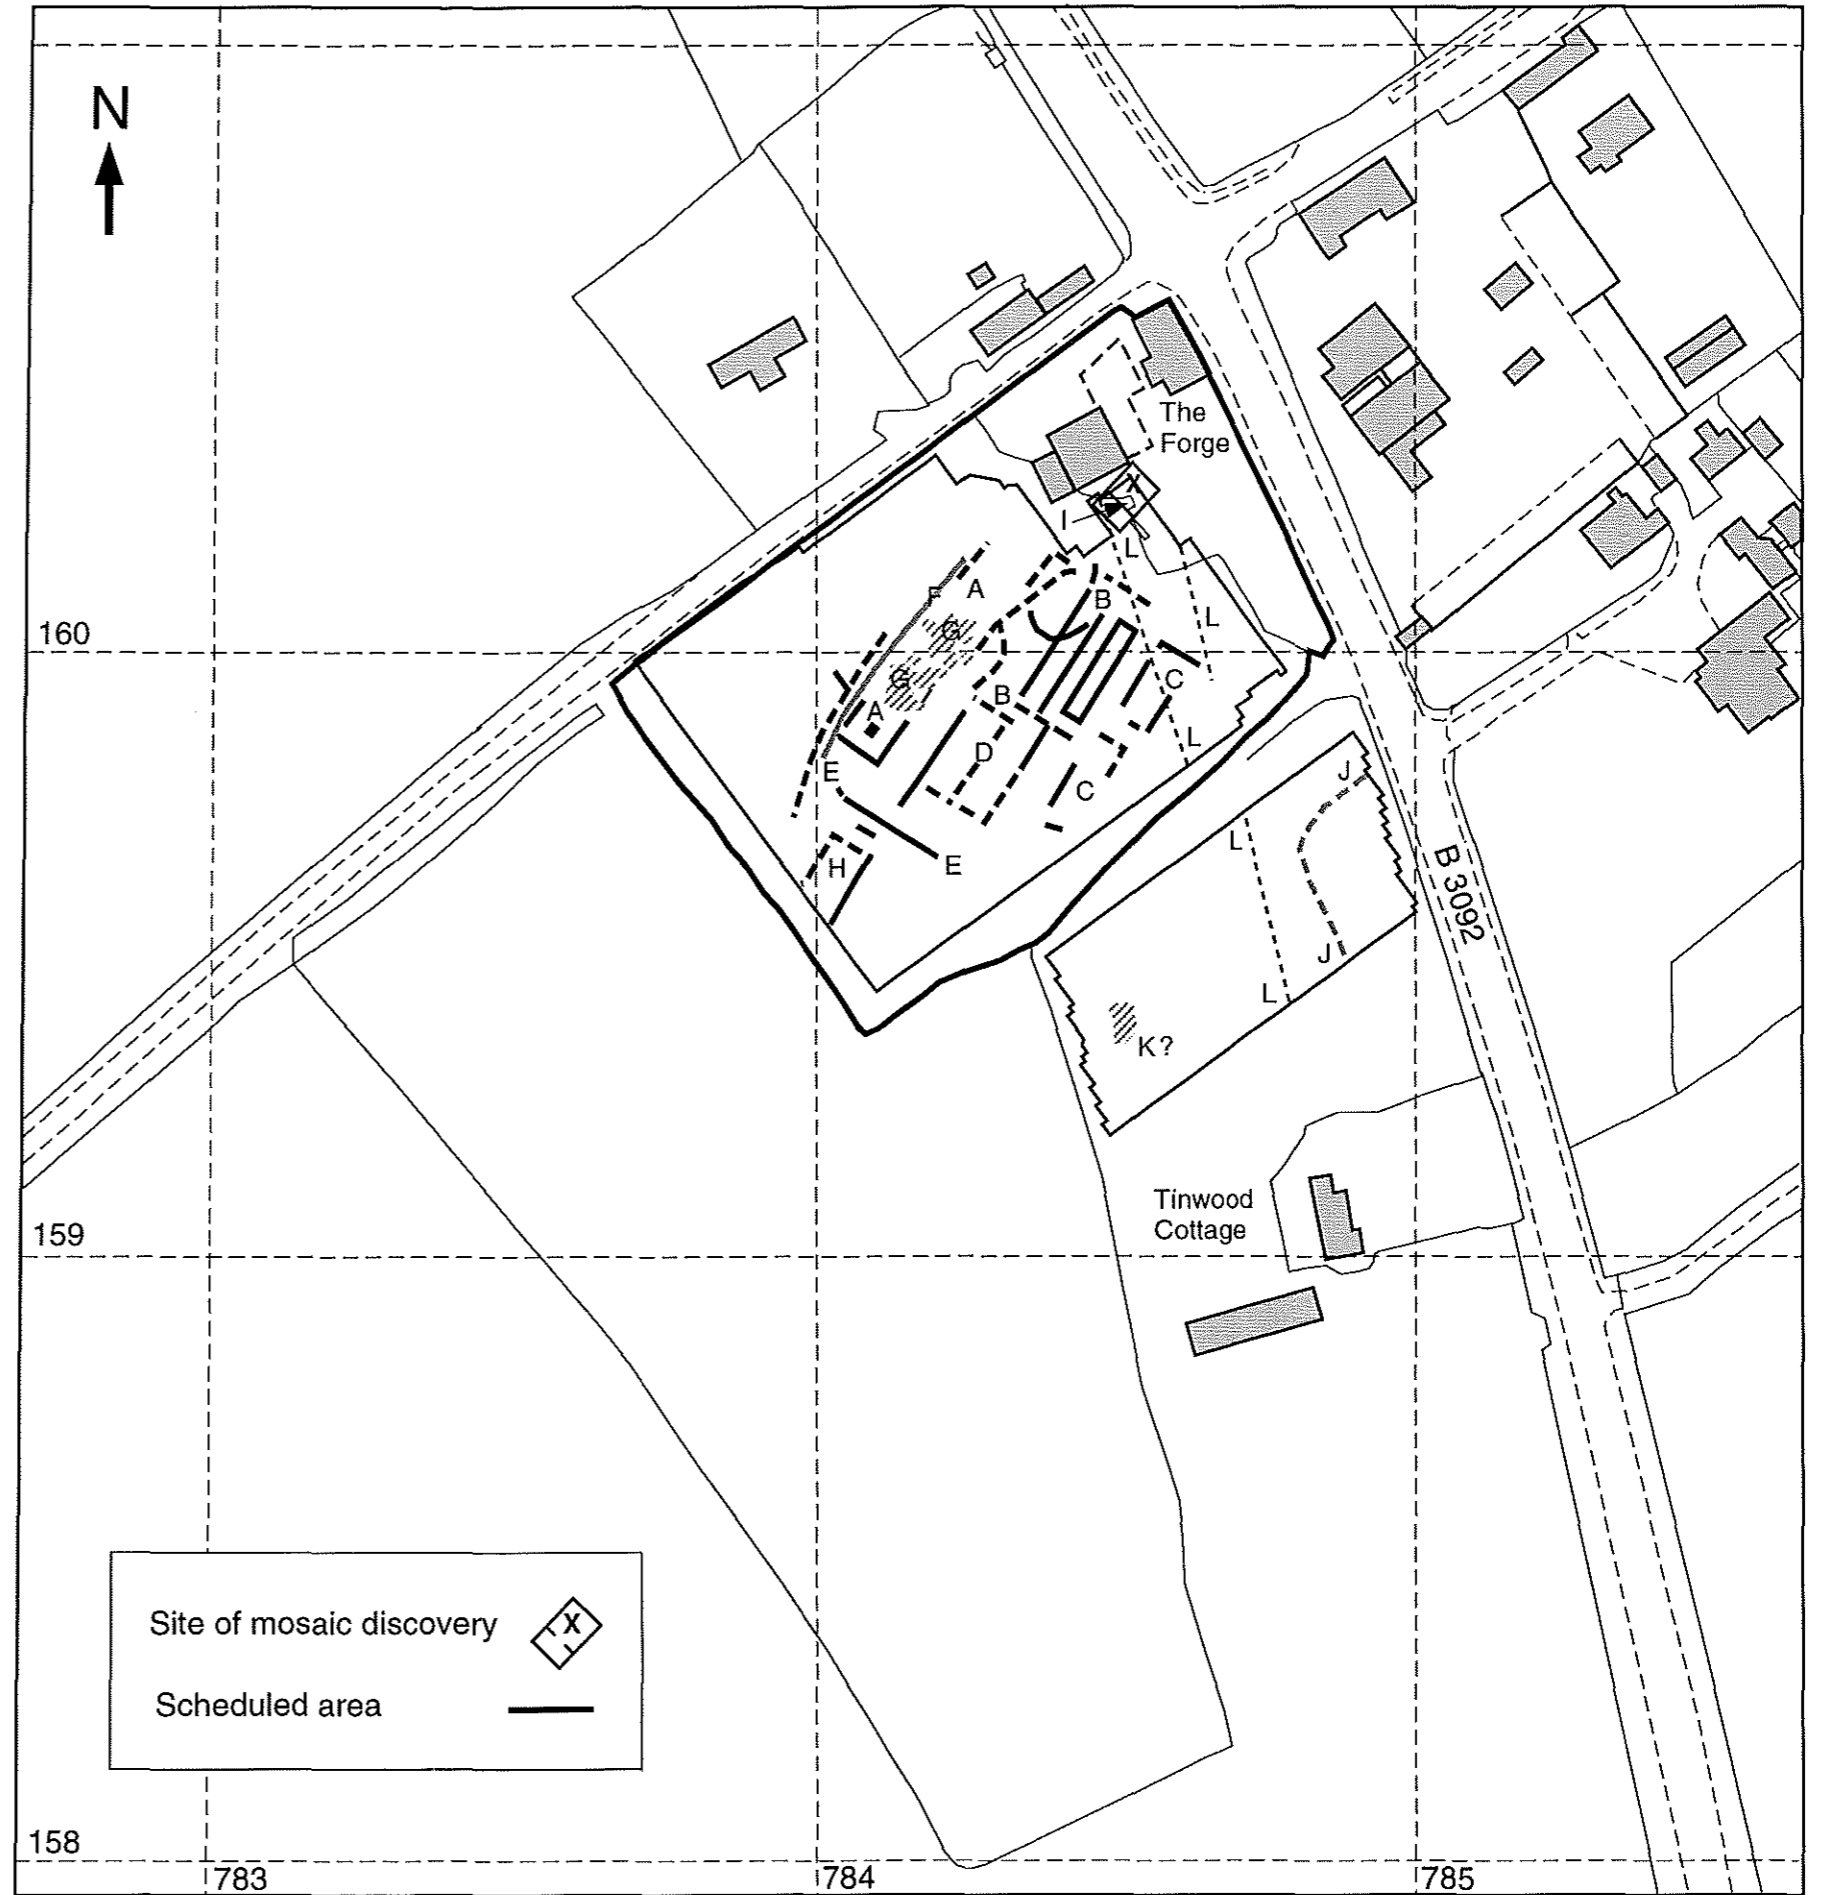 N
The
Forge
X
I
L
F
A
B
160
G
L
G
B
C
A
L
D
E
J
C
L
B 3092
H
E
J
L
K?
Tinwood
Cottage
159
Site of mosaic discovery X
Scheduled area
158
783
784
785